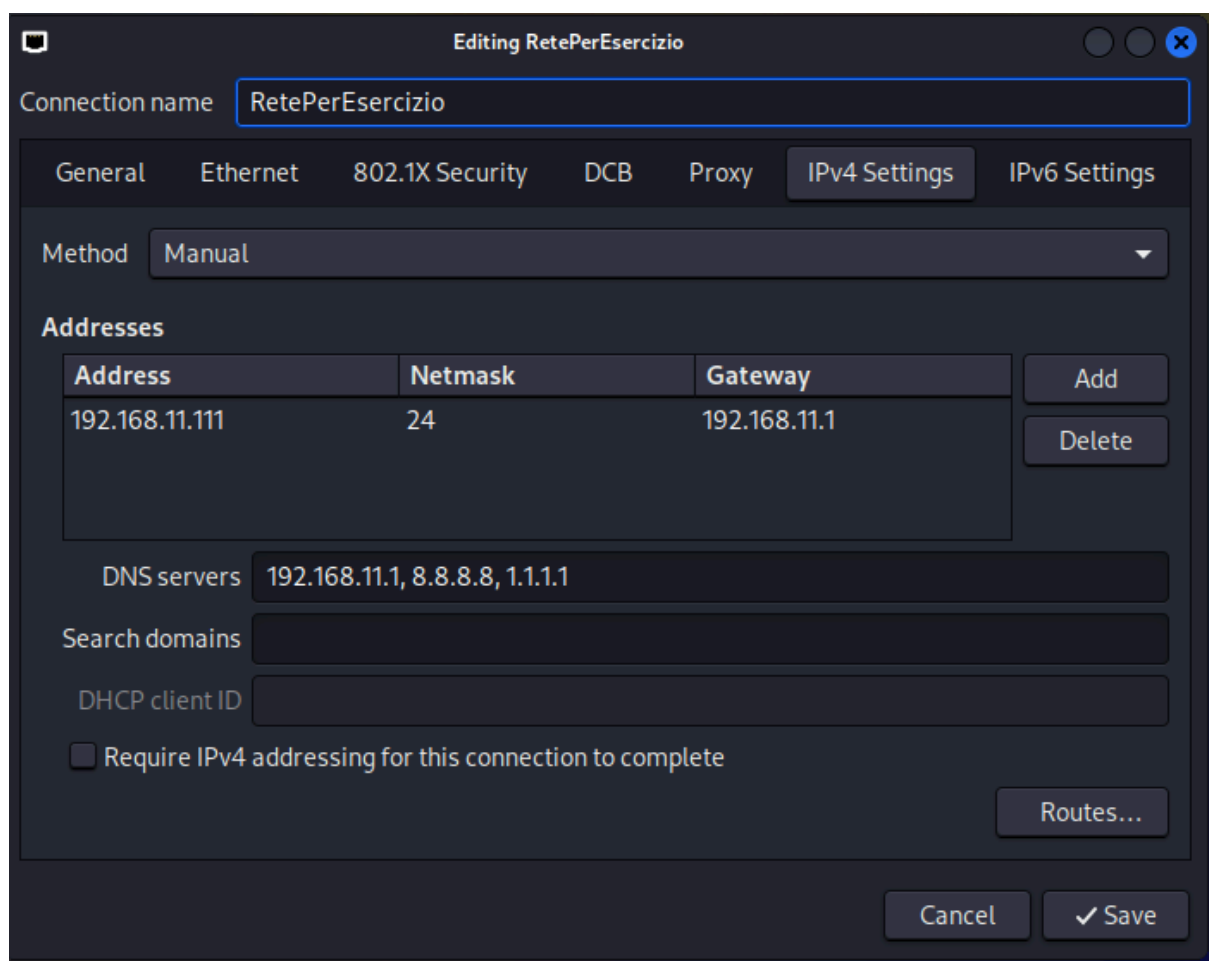 Editing RetePerEsercizio
Connection name RetePerEsercizio
General Ethernet 802.1X Security DCB Proxy IPv4 Settings IPv6 Settings
Method Manual
Addresses
Address Netmask Gateway Add
192.168.11.111 24 192.168.11.1
Delete
DNS servers 192.168.11.1, 8.8.8.8, 1.1.1.1
Search domains
DHCP client ID
Require IPv4 addressing for this connection to complete
Routes...
Cancel Save